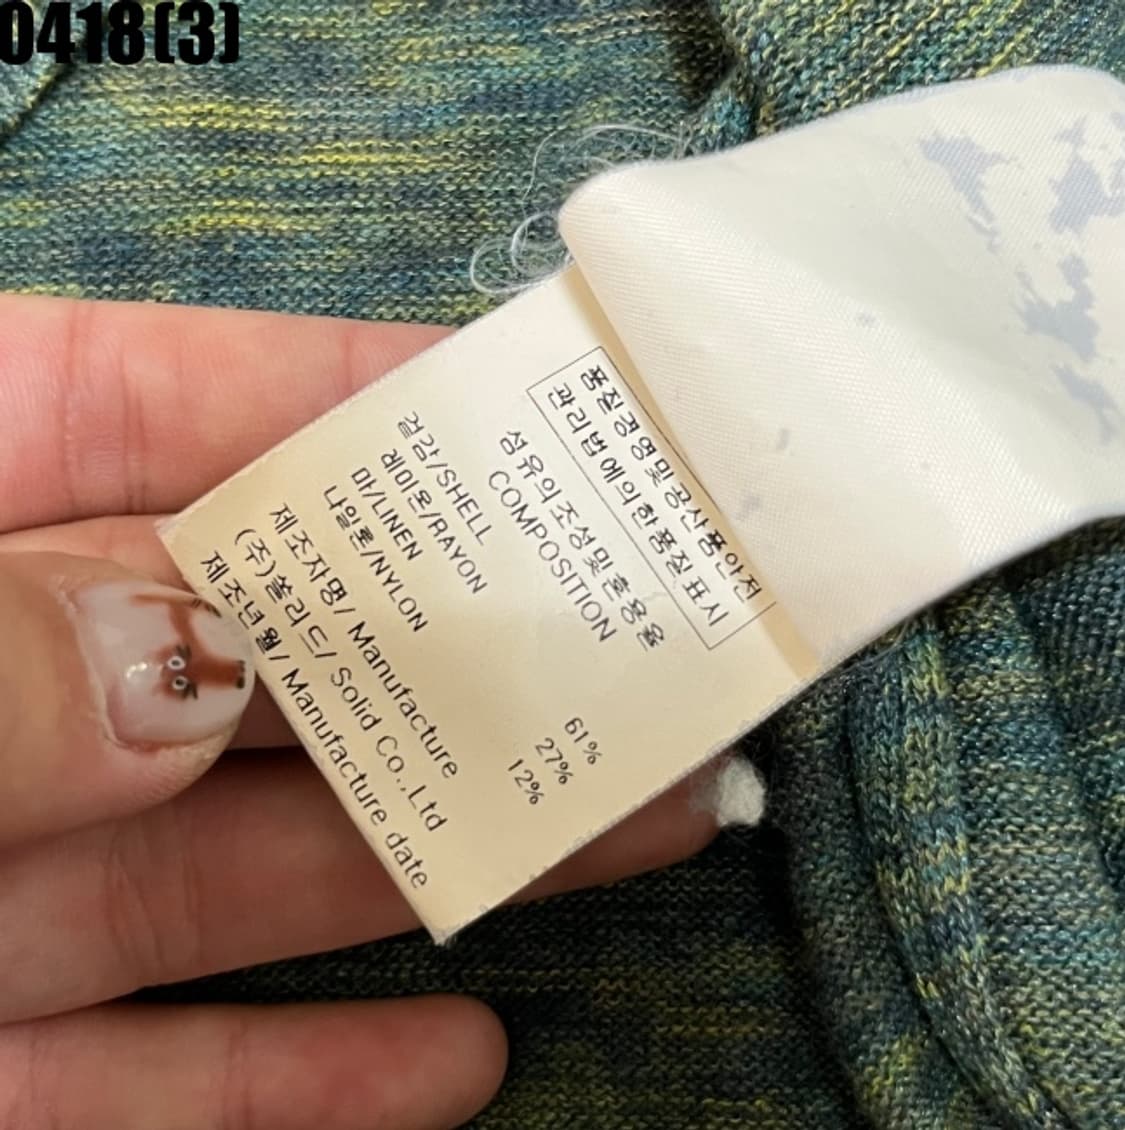 0418(3)
품질경영및공산품안전
관리법에의한품질표시
섬유의조성및혼용율
COMPOSITION
겉감/SHELL
레이온/RAYON 61%
마/LINEN 27%
나일론/NYLON 12%
제조자명/ Manufacture
(주)쏠리드/ Solid Co.,Ltd
제조년월/ Manufacture date